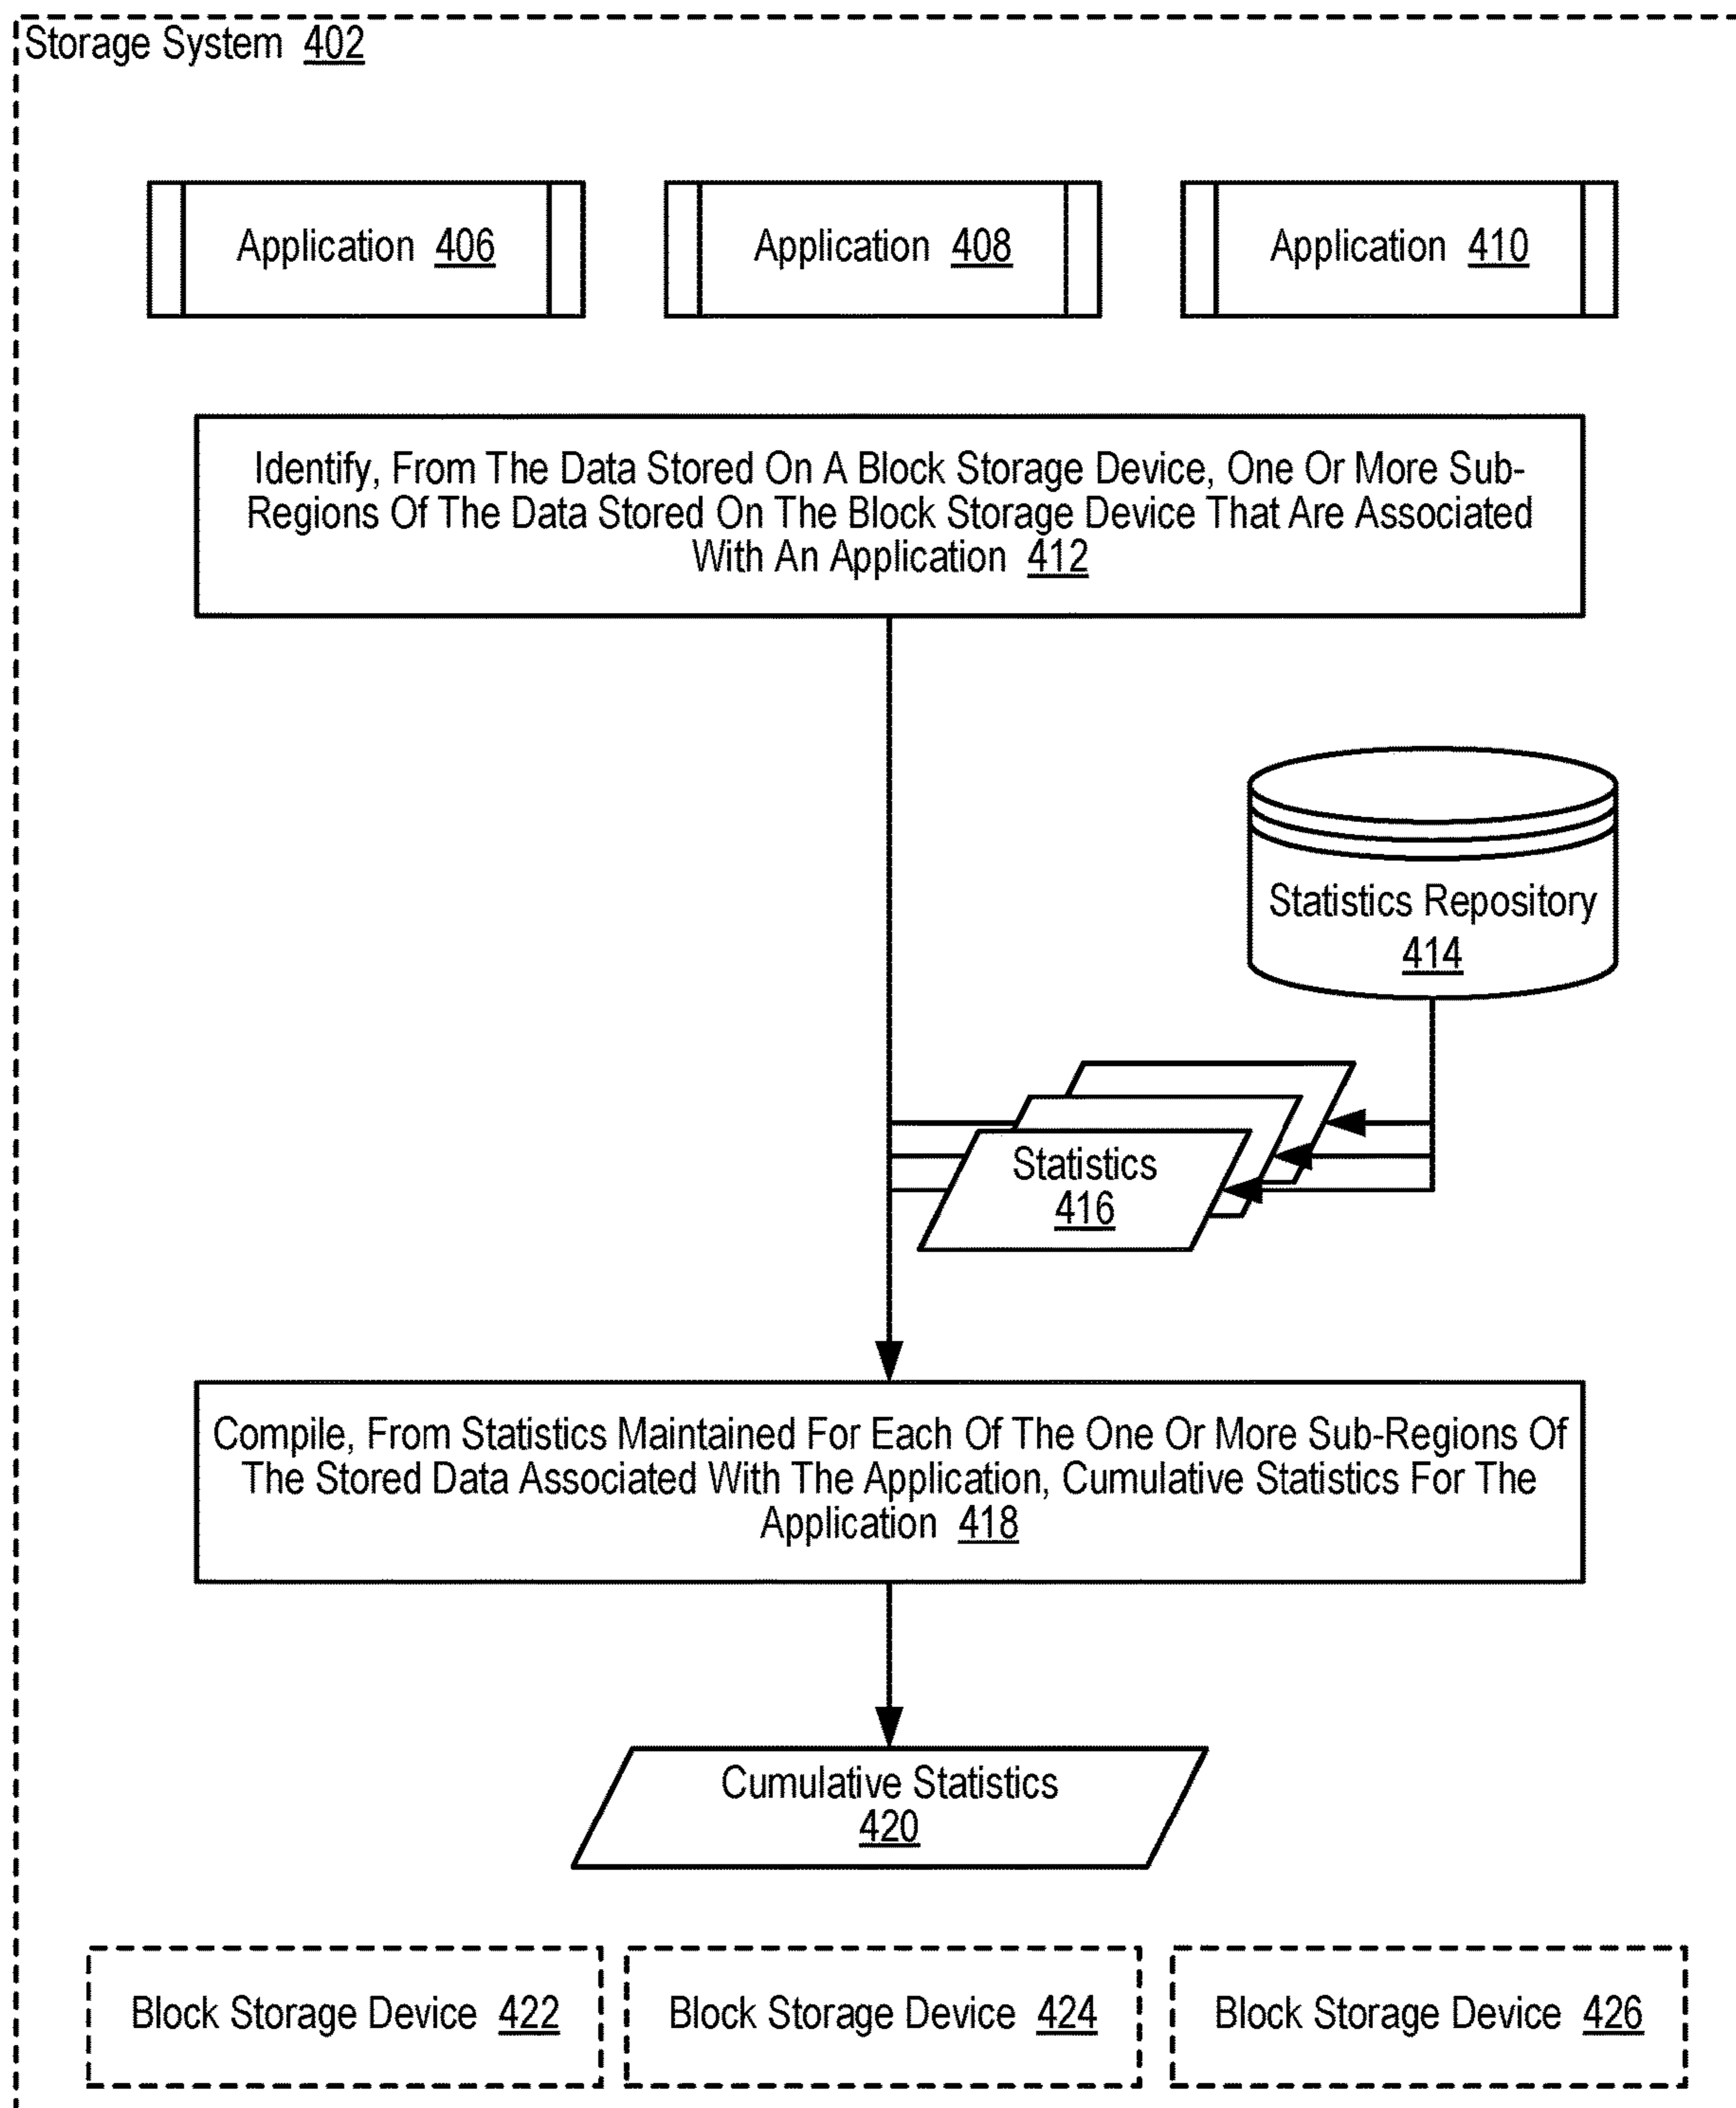 Storage System 402
Application 406
Application 408
Application 410
Identify, From The Data Stored On A Block Storage Device, One Or More Sub-
Regions Of The Data Stored On The Block Storage Device That Are Associated
With An Application 412
Statistics Repository
414
Statistics
416
Compile, From Statistics Maintained For Each Of The One Or More Sub-Regions Of
The Stored Data Associated With The Application, Cumulative Statistics For The
Application 418
Cumulative Statistics
420
Block Storage Device 422
Block Storage Device 424
Block Storage Device 426